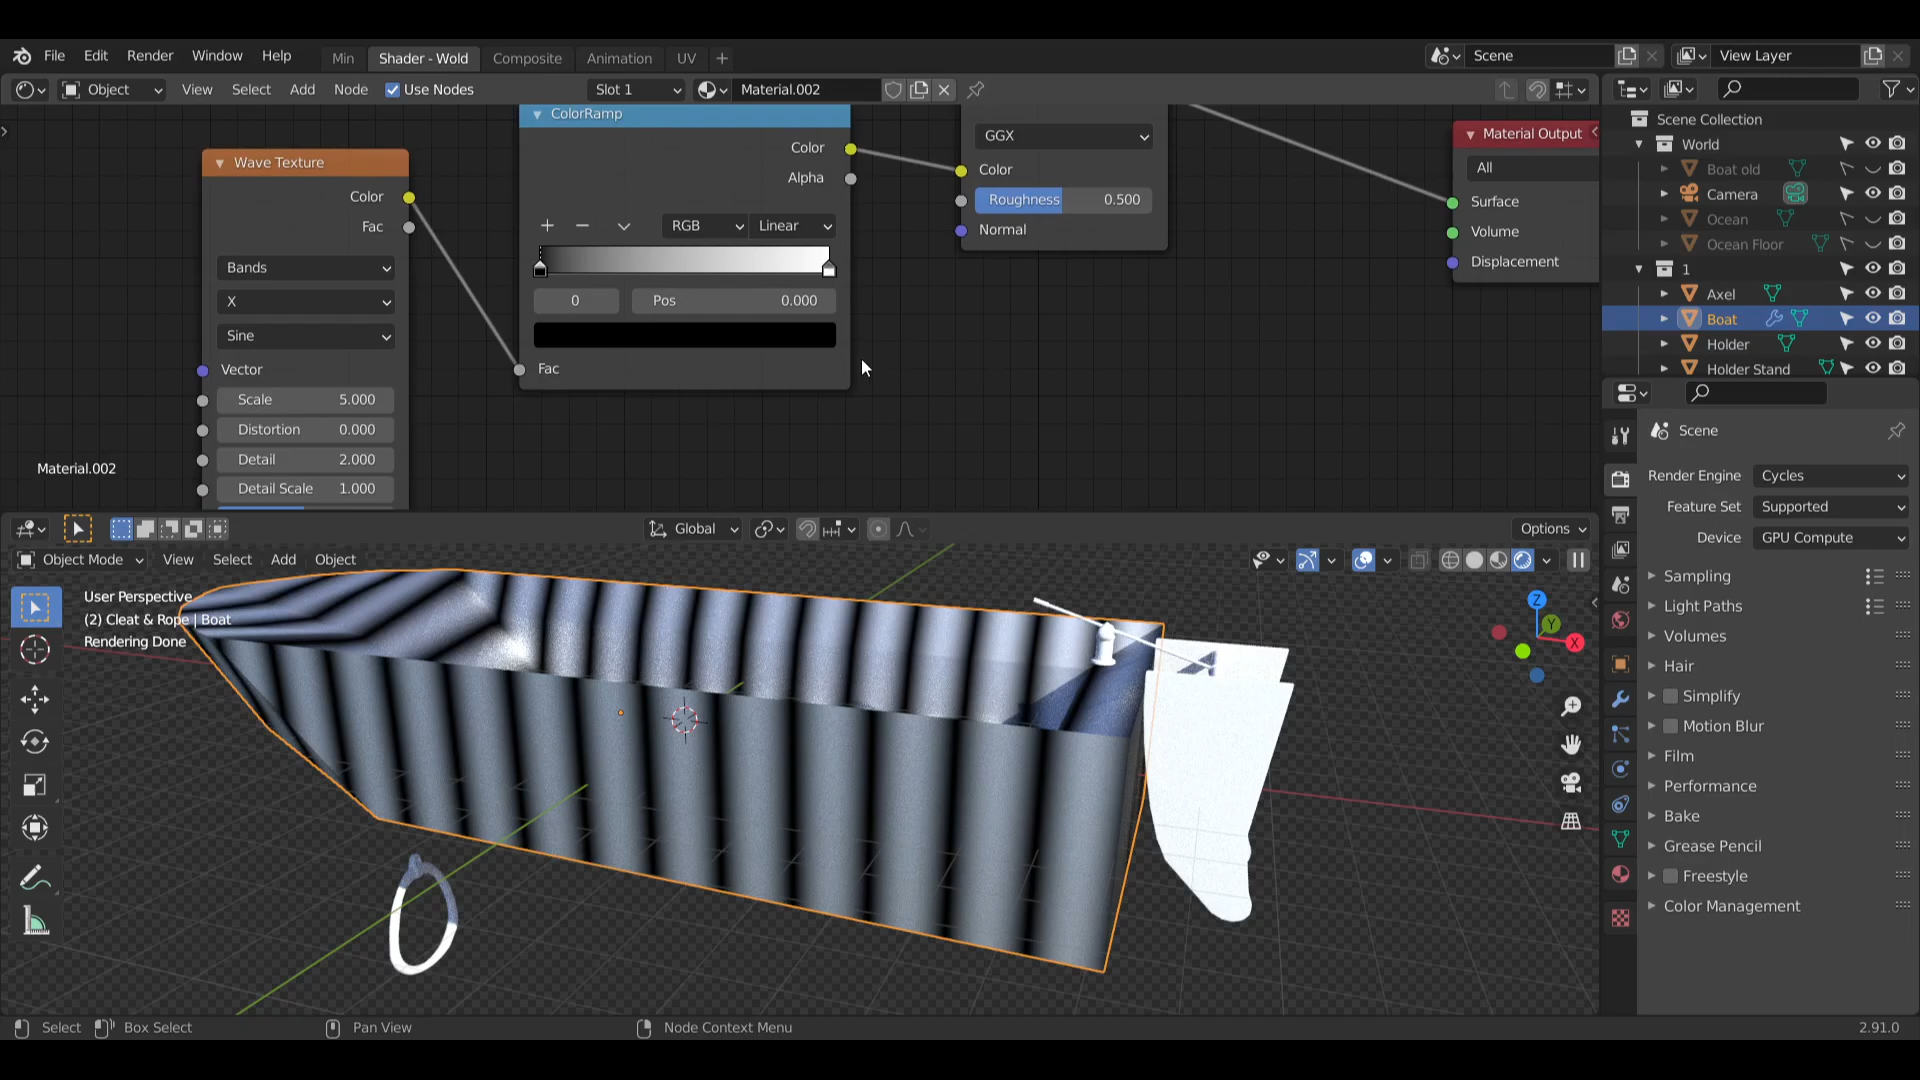 File Edit Render Window Help Min Shader - Wold Composite Animation UV + Scene View Layer
Object View Select Add Node Use Nodes Slot 1 Material.002
ColorRamp
Color
Alpha
RGB Linear
0 Pos 0.000
Fac
Wave Texture
Color
Fac
Bands
X
Sine
Vector
Scale 5.000
Distortion 0.000
Detail 2.000
Detail Scale 1.000
GGX
Color
Roughness 0.500
Normal
Material Output
All
Surface
Volume
Displacement
Material.002
Scene Collection
World
Boat old
Camera
Ocean
Ocean Floor
1
Axel
Boat
Holder
Holder Stand
Global Options
Object Mode View Select Add Object
User Perspective
(2) Cleat & Rope | Boat
Rendering Done
Z
Y
X
Scene
Render Engine Cycles
Feature Set Supported
Device GPU Compute
Sampling
Light Paths
Volumes
Hair
Simplify
Motion Blur
Film
Performance
Bake
Grease Pencil
Freestyle
Color Management
Select Box Select Pan View Node Context Menu 2.91.0